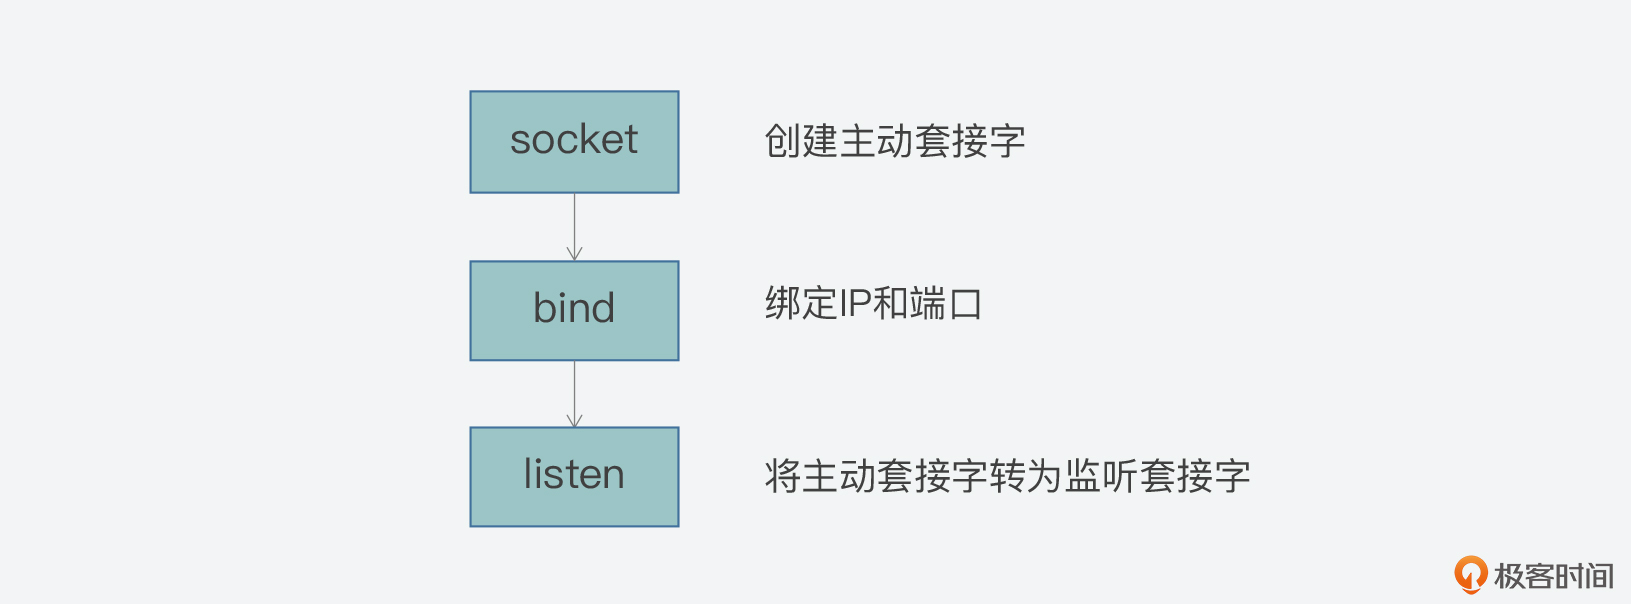 socket
创建主动套接字
bind
绑定IP和端口
listen
将主动套接字转为监听套接字
极客时间